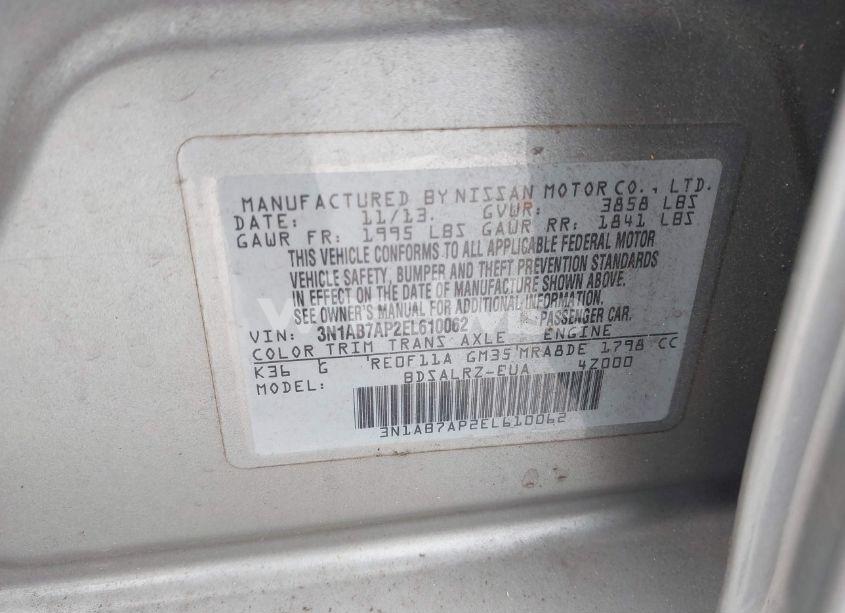 MANUFACTURED BY NISSAN MOTOR CO., LTD.
DATE: 11/13. GVWR: 3858 LBS
GAWR FR: 1995 LBS GAWR RR: 1841 LBS
THIS VEHICLE CONFORMS TO ALL APPLICABLE FEDERAL MOTOR
VEHICLE SAFETY, BUMPER AND THEFT PREVENTION STANDARDS
IN EFFECT ON THE DATE OF MANUFACTURE SHOWN ABOVE.
SEE OWNER'S MANUAL FOR ADDITIONAL INFORMATION.
VIN: 3N1AB7AP2EL610062 PASSENGER CAR.
COLOR TRIM TRANS AXLE ENGINE
K36 G 'RE0F11A GM35 MRA8DE 1798 CC
MODEL: BDSALRZ-EUA 4Z000
3N1AB7AP2EL610062